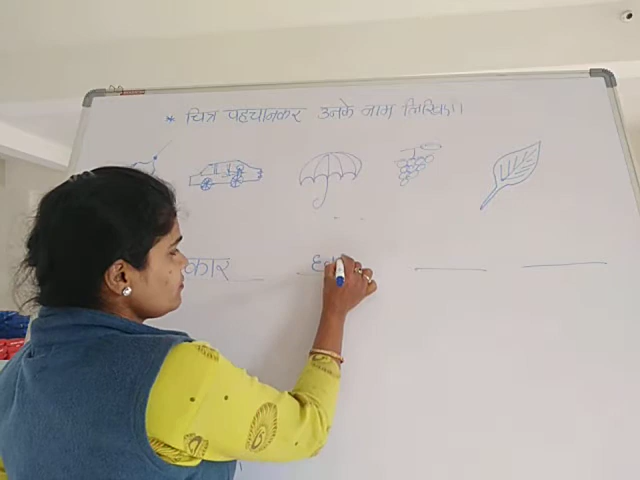 * चित्र पहचानकर उनके नाम लिखिए।
कार